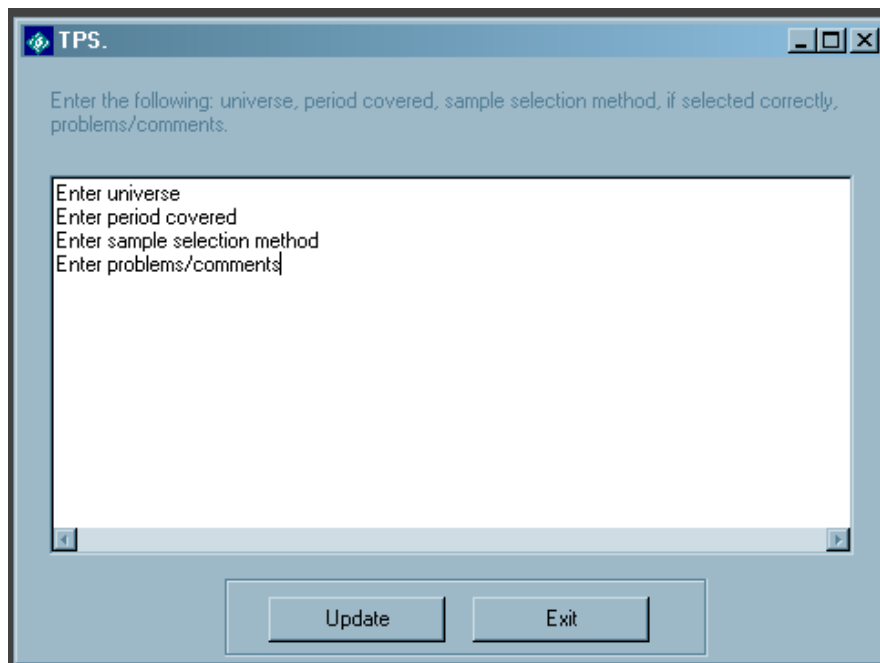 TPS.
Enter the following: universe, period covered, sample selection method, if selected correctly,
problems/comments.
Enter universe
Enter period covered
Enter sample selection method
Enter problems/comments
Update
Exit